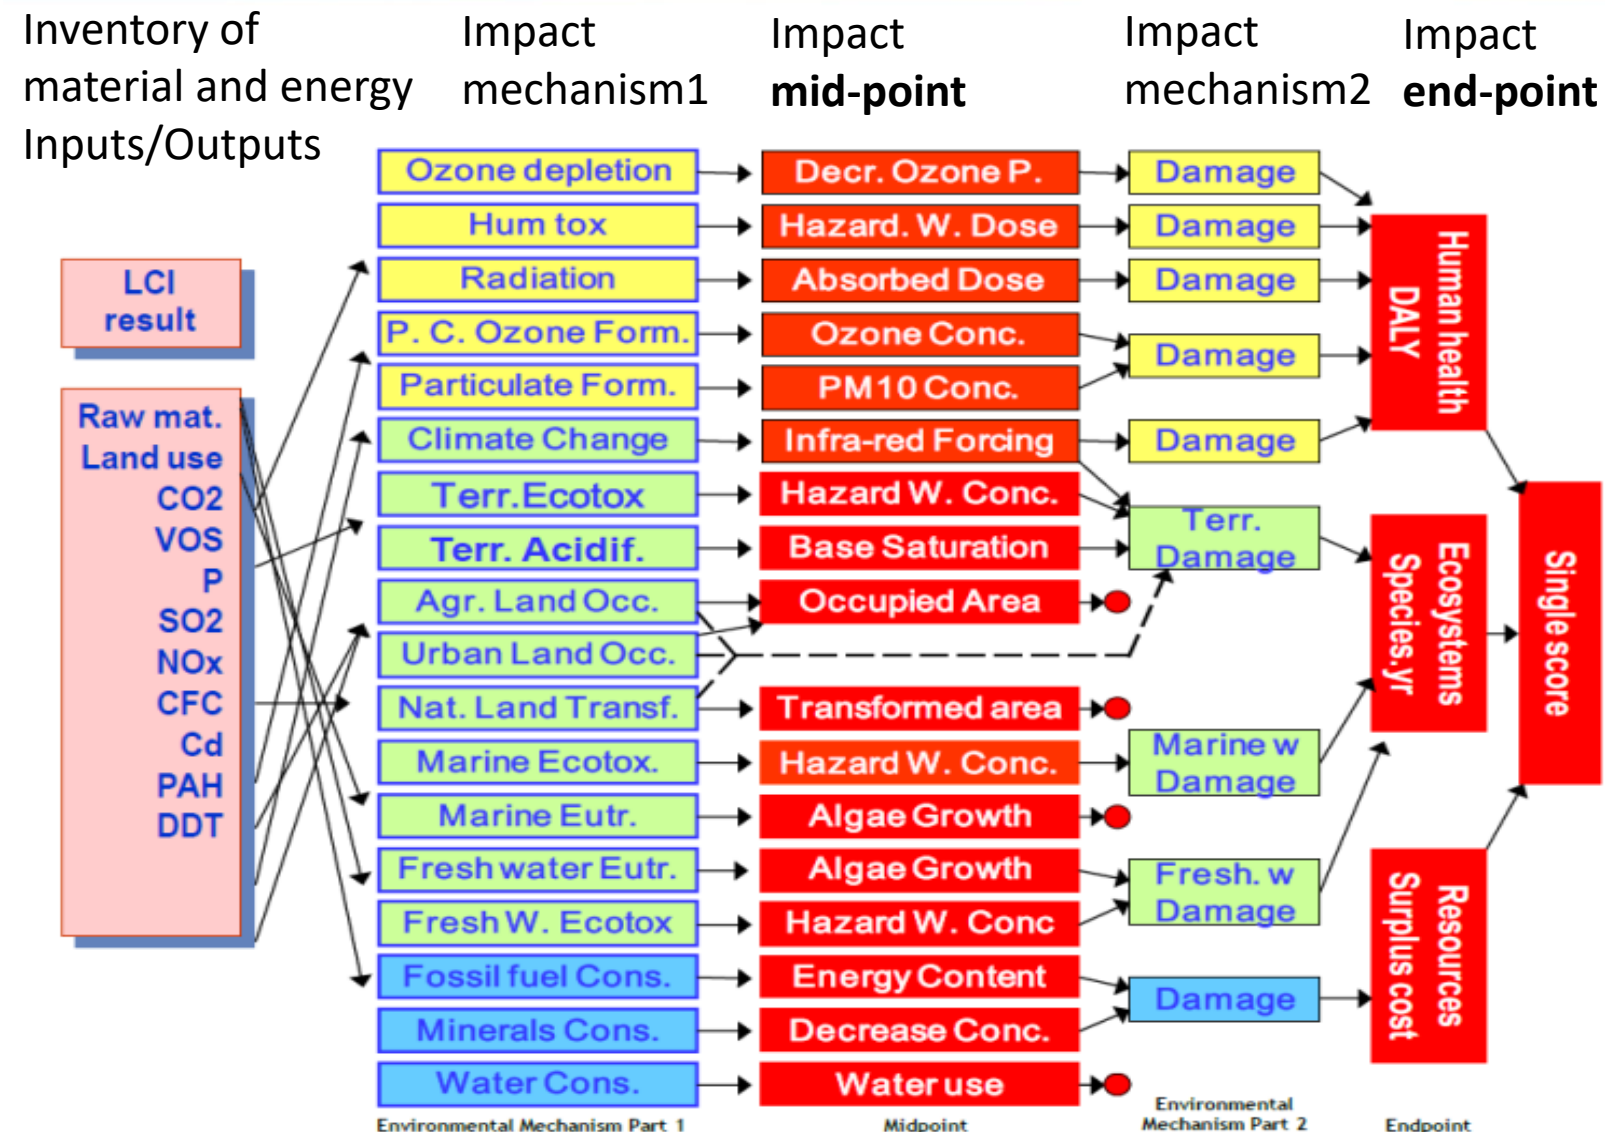 Inventory of
material and energy
Inputs/Outputs
Impact
mechanism1
Impact
mid-point
Impact
mechanism2
Impact
end-point
LCI
result
Raw mat.
Land use
CO2
VOS
P
SO2
NOx
CFC
Cd
PAH
DDT
Ozone depletion
Hum tox
Radiation
P. C. Ozone Form.
Particulate Form.
Climate Change
Terr.Ecotox
Terr. Acidif.
Agr. Land Occ.
Urban Land Occ.
Nat. Land Transf.
Marine Ecotox.
Marine Eutr.
Fresh water Eutr.
Fresh W. Ecotox
Fossil fuel Cons.
Minerals Cons.
Water Cons.
Environmental Mechanism Part 1
Decr. Ozone P.
Hazard. W. Dose
Absorbed Dose
Ozone Conc.
PM10 Conc.
Infra-red Forcing
Hazard W. Conc.
Base Saturation
Occupied Area
Transformed area
Hazard W. Conc.
Algae Growth
Algae Growth
Hazard W. Conc
Energy Content
Decrease Conc.
Water use
Midpoint
Damage
Damage
Damage
Damage
Damage
Terr.
Damage
Marine w
Damage
Fresh. w
Damage
Damage
Environmental
Mechanism Part 2
Human health
DALY
Ecosystems
Species.yr
Resources
Surplus cost
Endpoint
Single score